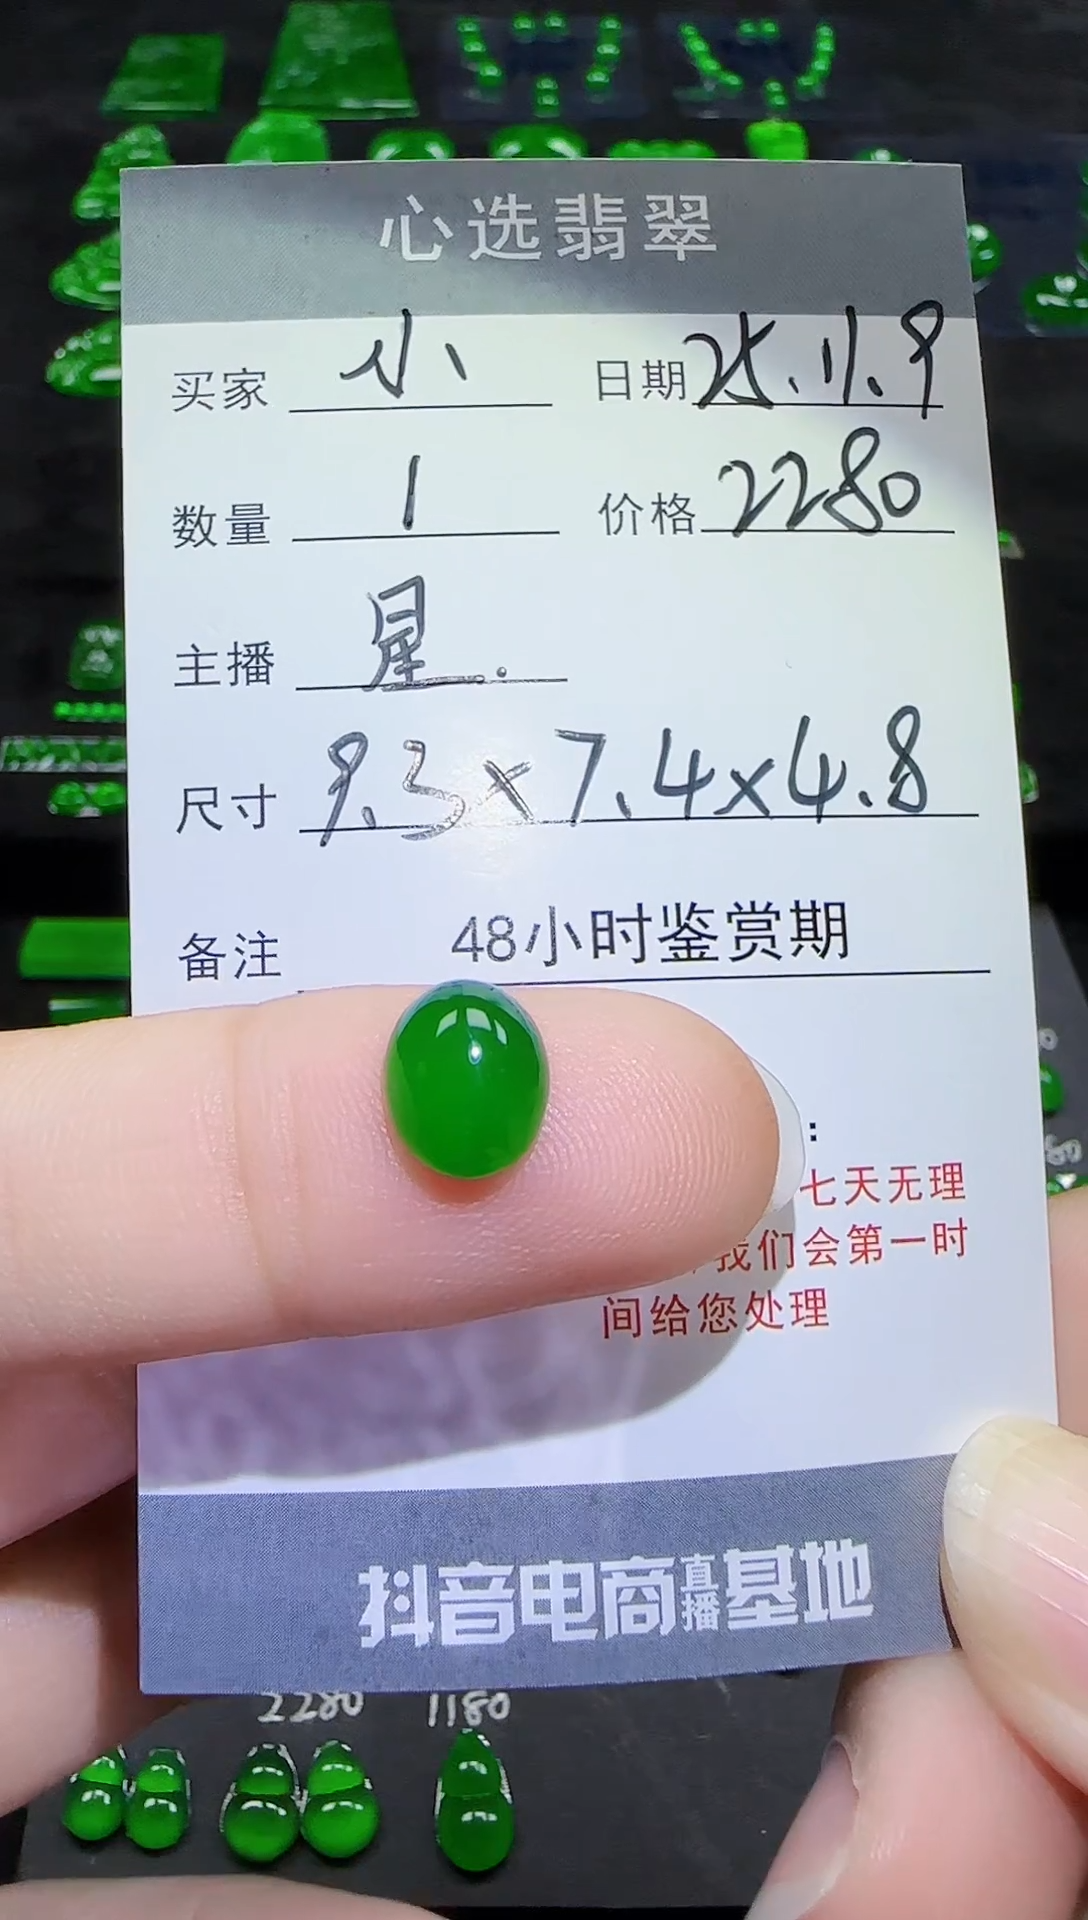 心选翡翠
买家 小 日期 25.11.9
数量 1 价格 2280
主播 星.
尺寸 9.3×7.4×4.8
备注 48小时鉴赏期
:
七天无理
我们会第一时
间给您处理
抖音电商直播基地
2280 1180